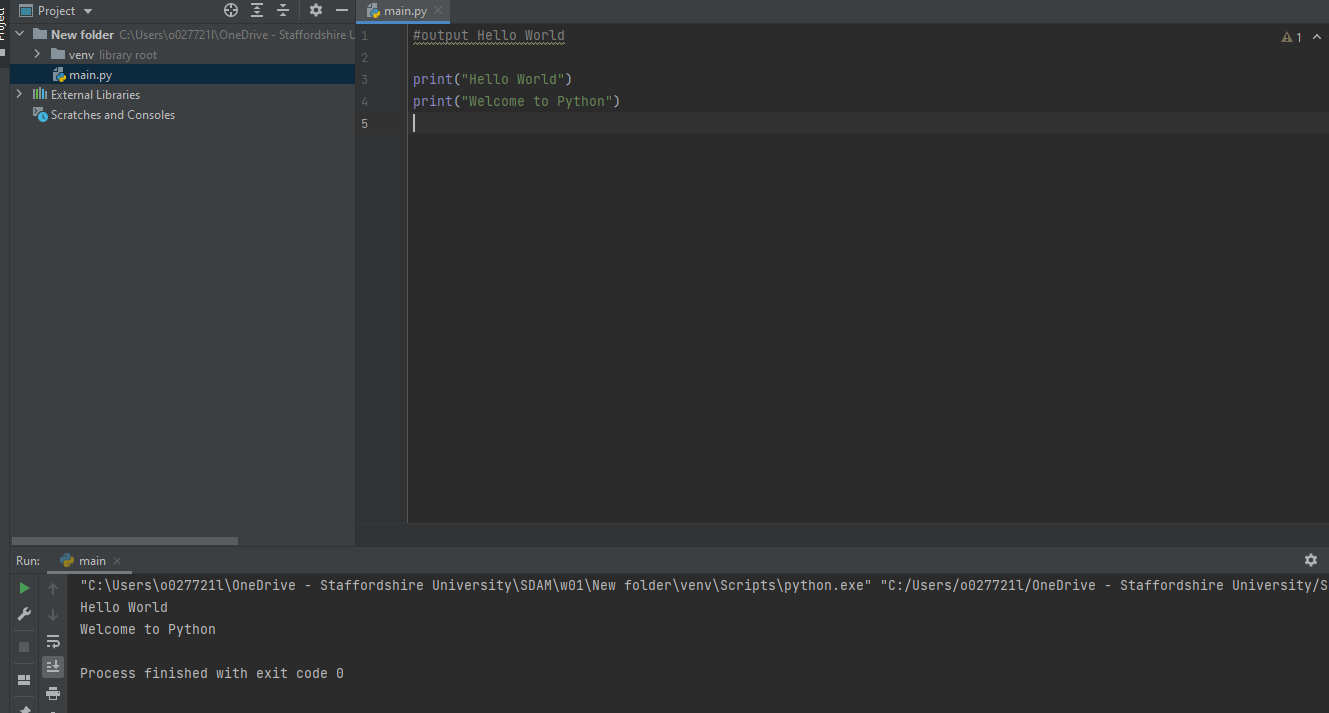 Project
Project
New folder C:\Users\o027721l\OneDrive - Staffordshire U
venv library root
main.py
External Libraries
Scratches and Consoles
main.py
1
1 #output Hello World
2
3 print("Hello World")
4 print("Welcome to Python")
5
Run: main
"C:\Users\o027721l\OneDrive - Staffordshire University\SDAM\w01\New folder\venv\Scripts\python.exe" "C:/Users/o027721l/OneDrive - Staffordshire University/S
Hello World
Welcome to Python
Process finished with exit code 0